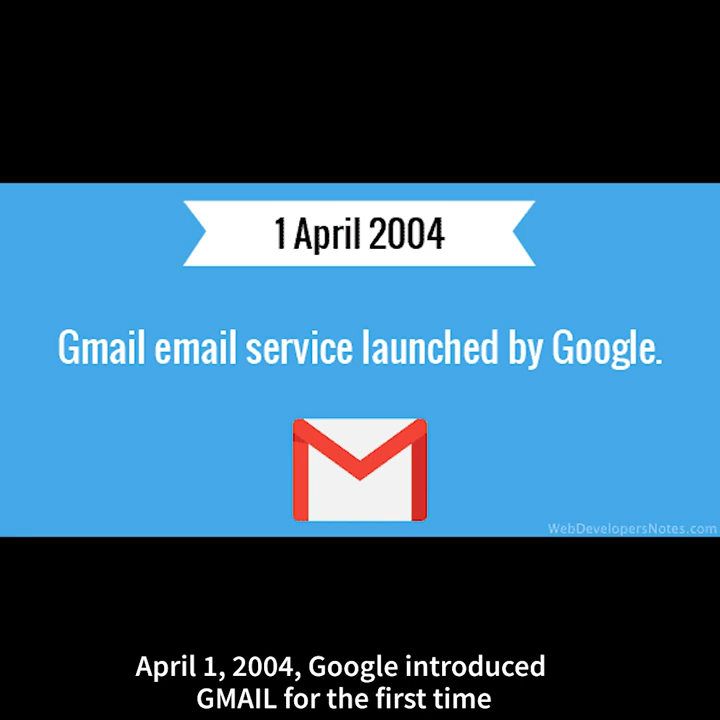 1 April 2004
Gmail email service launched by Google.
WebDevelopersNotes.com
April 1, 2004, Google introduced
GMAIL for the first time